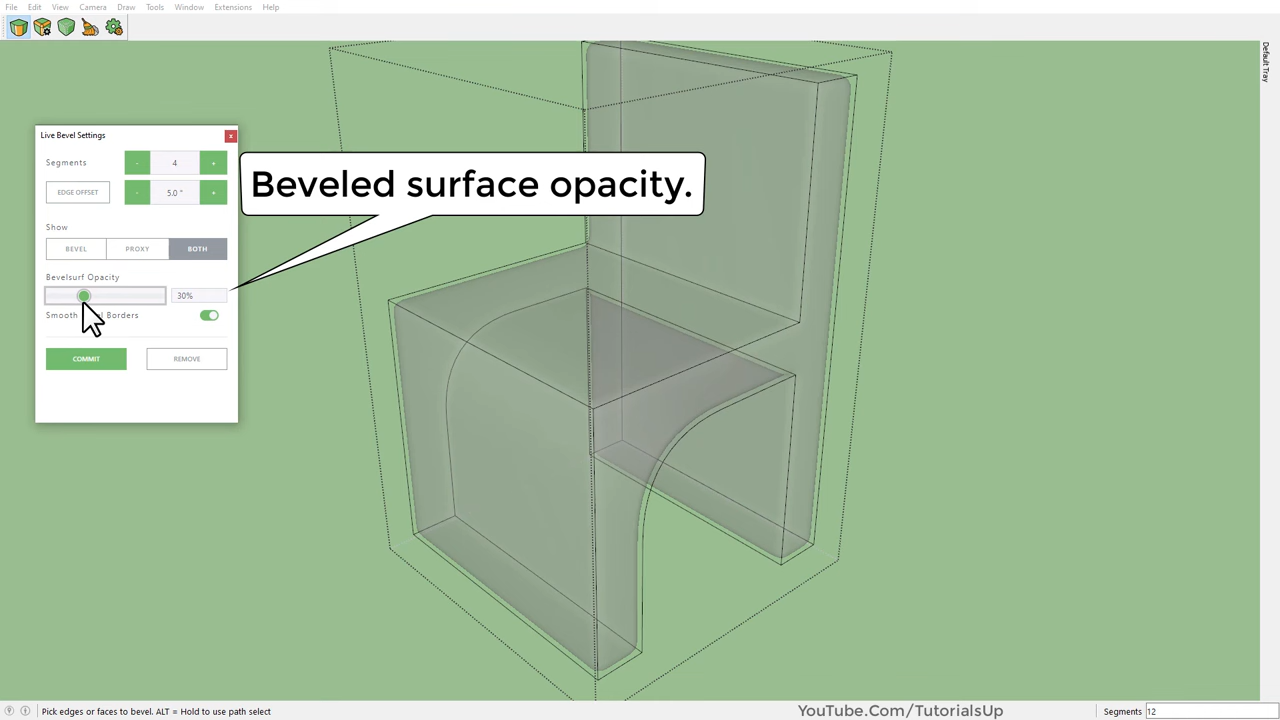 File Edit View Camera Draw Tools Window Extensions Help
Default Tray
Live Bevel Settings x
Segments - 4 +
EDGE OFFSET - 5.0 " +
Beveled surface opacity.
Show
BEVEL PROXY BOTH
Bevelsurf Opacity
30%
Smooth l Borders
COMMIT REMOVE
Pick edges or faces to bevel. ALT = Hold to use path select
YouTube.Com/TutorialsUp
Segments 12